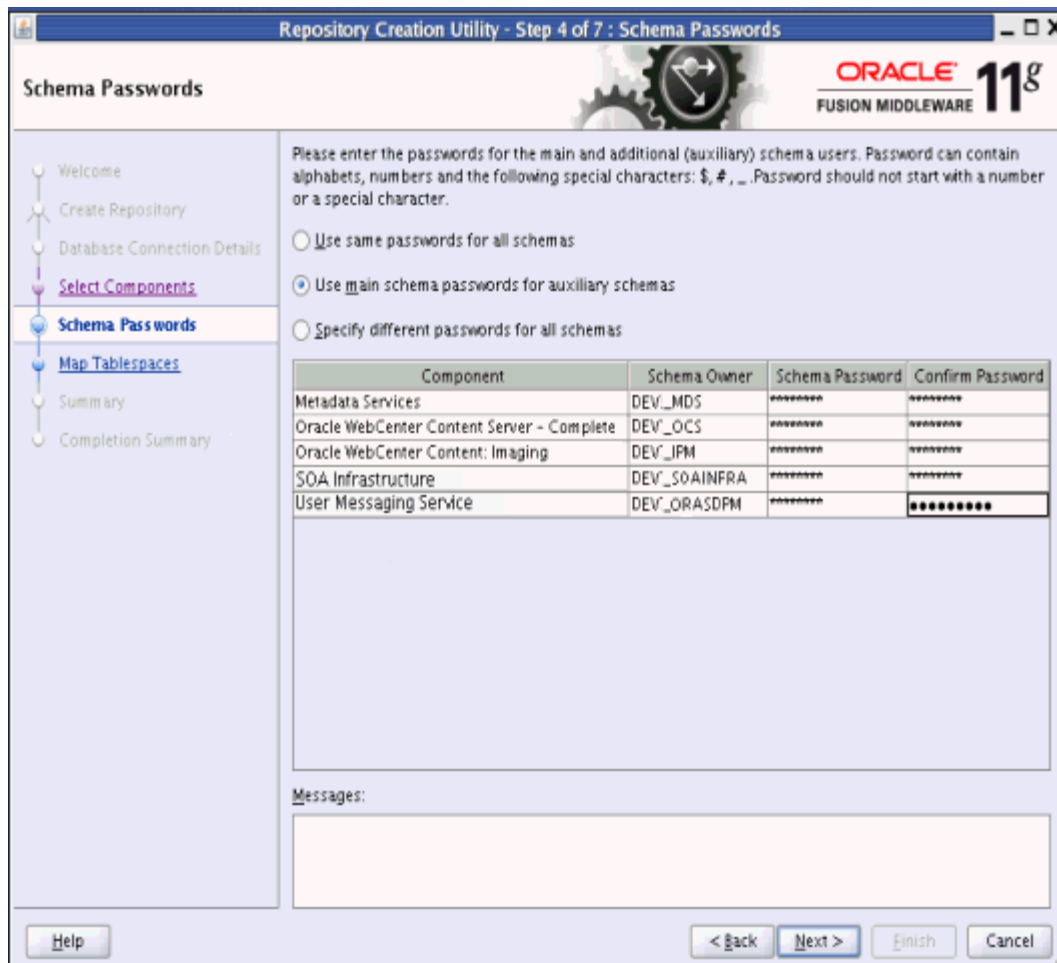 Repository Creation Utility - Step 4 of 7 : Schema Passwords
Schema Passwords
ORACLE
FUSION MIDDLEWARE
11g
Welcome
Create Repository
Database Connection Details
Select Components
Schema Passwords
Map Tablespaces
Summary
Completion Summary
Please enter the passwords for the main and additional (auxiliary) schema users. Password can contain
alphabets, numbers and the following special characters: $, # , _ .Password should not start with a number
or a special character.
Use same passwords for all schemas
Use main schema passwords for auxiliary schemas
Specify different passwords for all schemas
Component Schema Owner Schema Password Confirm Password
Metadata Services DEV_MDS ******** ********
Oracle WebCenter Content Server - Complete DEV_OCS ******** ********
Oracle WebCenter Content: Imaging DEV_IPM ******** ********
SOA Infrastructure DEV_SOAINFRA ******** ********
User Messaging Service DEV_ORASDPM ******** •••••••••
Messages:
Help
< Back
Next >
Finish
Cancel